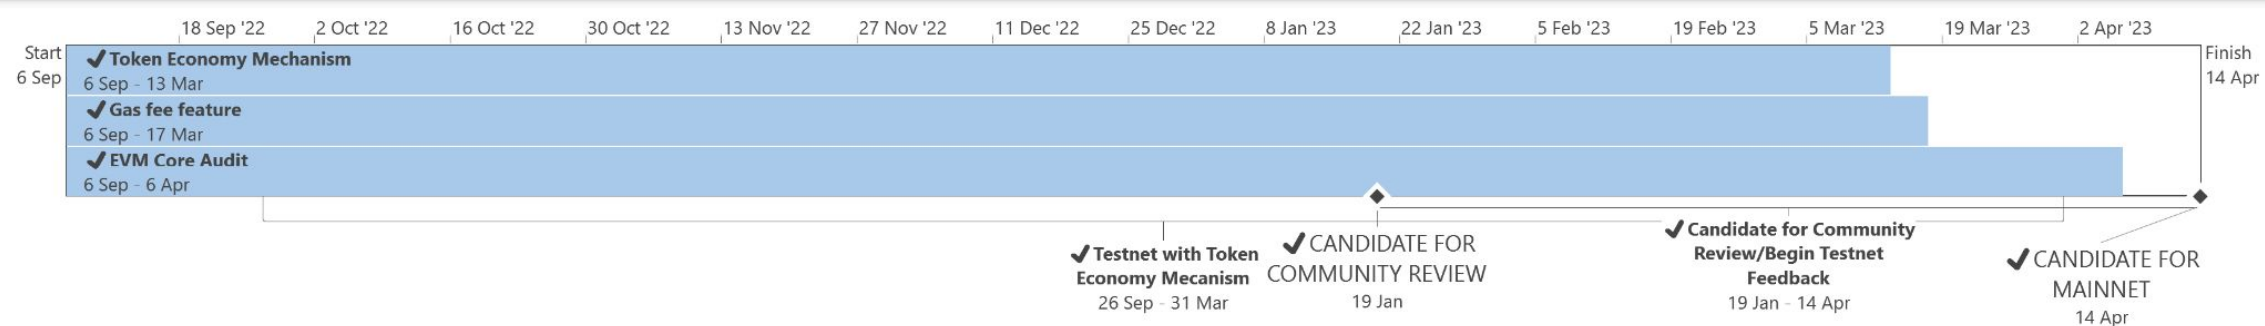 18 Sep '22 2 Oct '22 16 Oct '22 30 Oct '22 13 Nov '22 27 Nov '22 11 Dec '22 25 Dec '22 8 Jan '23 22 Jan '23 5 Feb '23 19 Feb '23 5 Mar '23 19 Mar '23 2 Apr '23
Start
6 Sep
✔Token Economy Mechanism
6 Sep - 13 Mar
✔Gas fee feature
6 Sep - 17 Mar
✔EVM Core Audit
6 Sep - 6 Apr
Finish
14 Apr
✔Testnet with Token
Economy Mecanism
26 Sep - 31 Mar
✔CANDIDATE FOR
COMMUNITY REVIEW
19 Jan
✔Candidate for Community
Review/Begin Testnet
Feedback
19 Jan - 14 Apr
✔CANDIDATE FOR
MAINNET
14 Apr